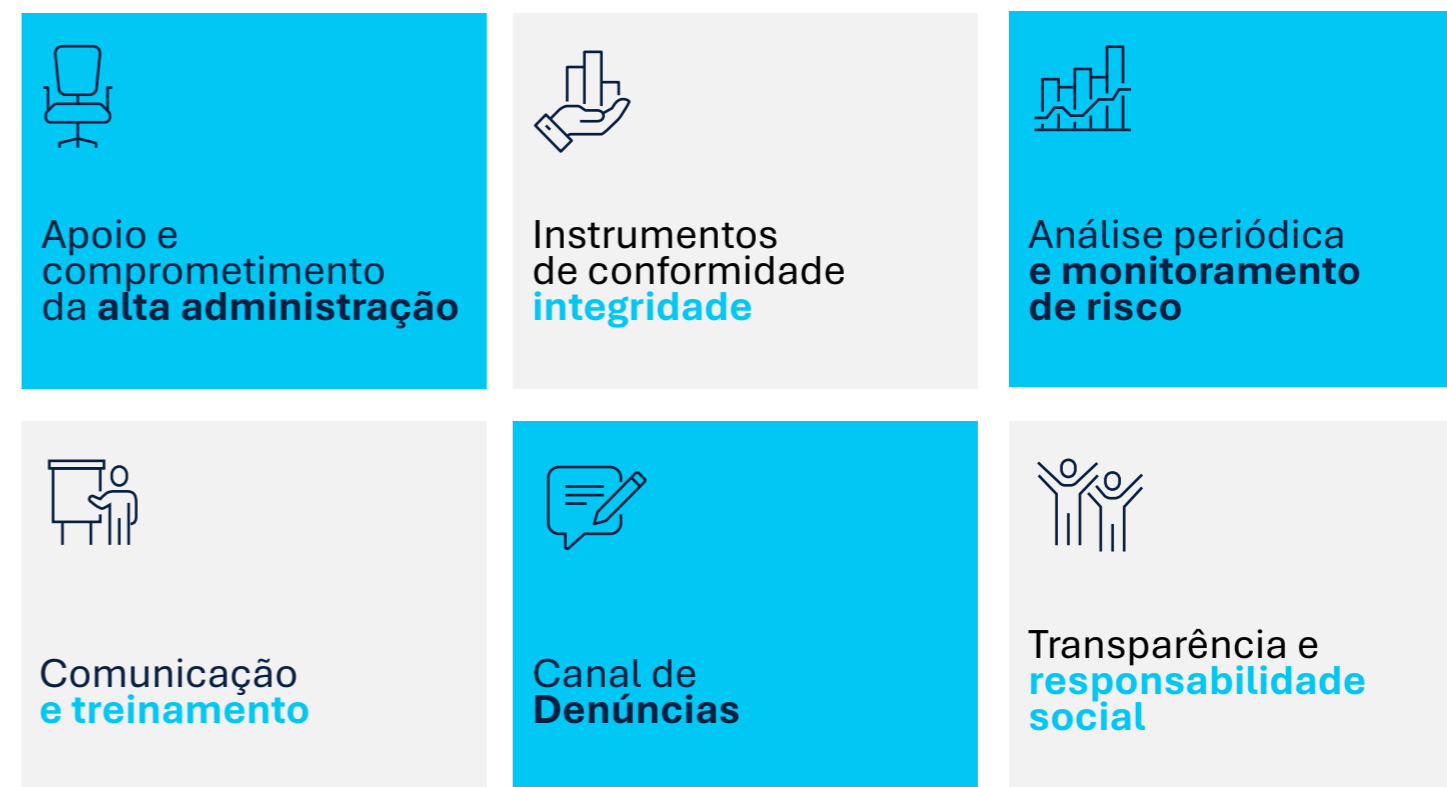 Apoio e
comprometimento
da alta administração
Instrumentos
de conformidade
integridade
Análise periódica
e monitoramento
de risco
Comunicação
e treinamento
Canal de
Denúncias
Transparência e
responsabilidade
social